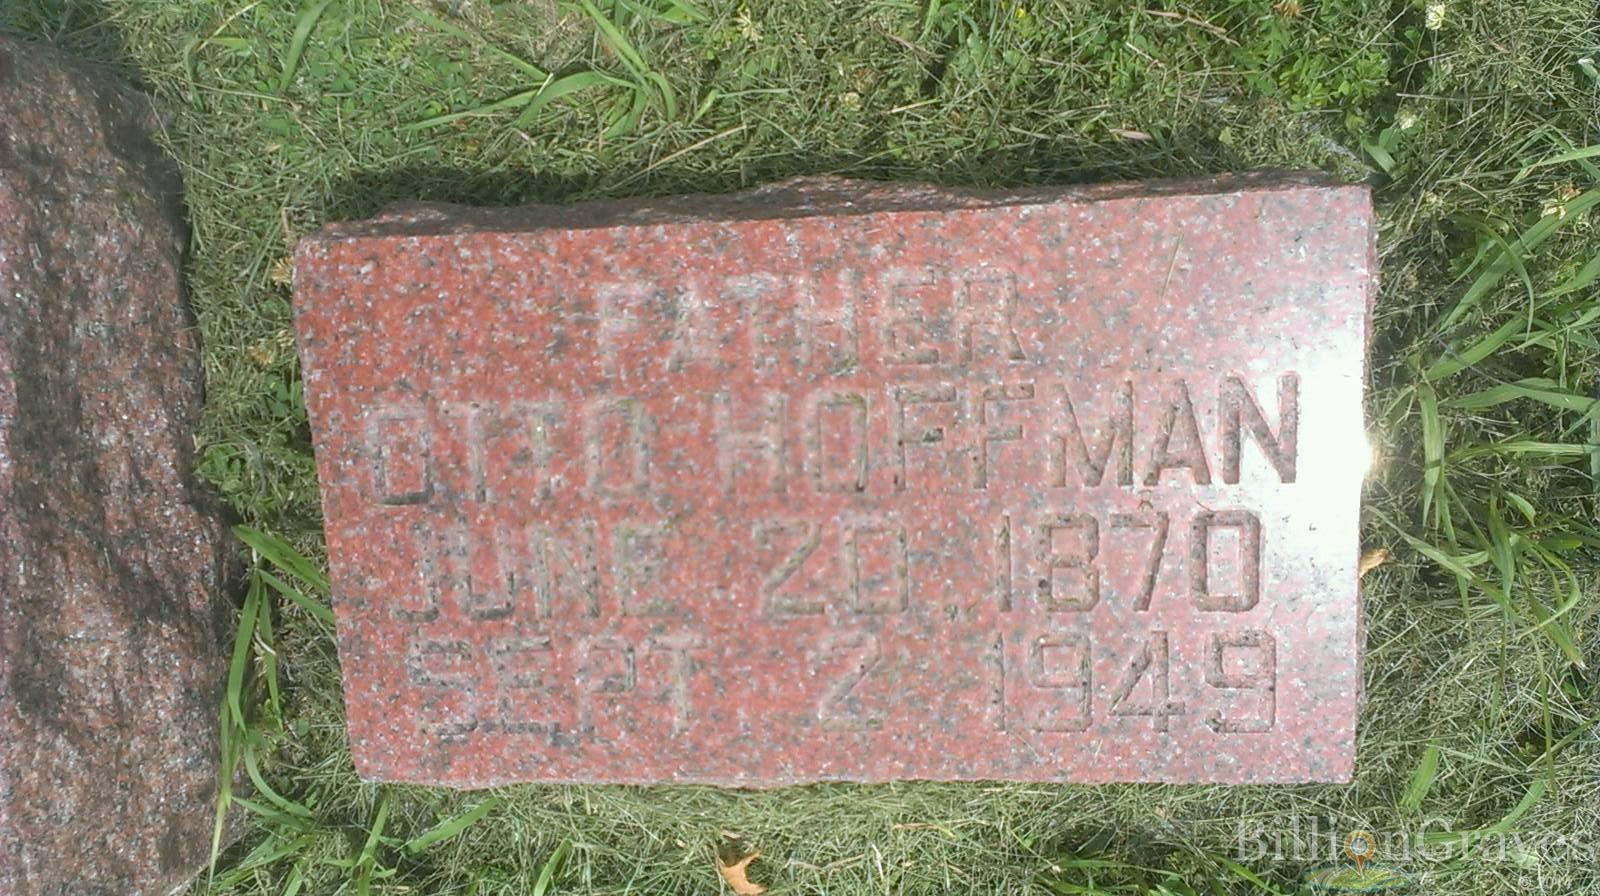 FATHER
OTTO HOFFMAN
JUNE 20, 1870
SEPT. 2 1949
BillionGraves